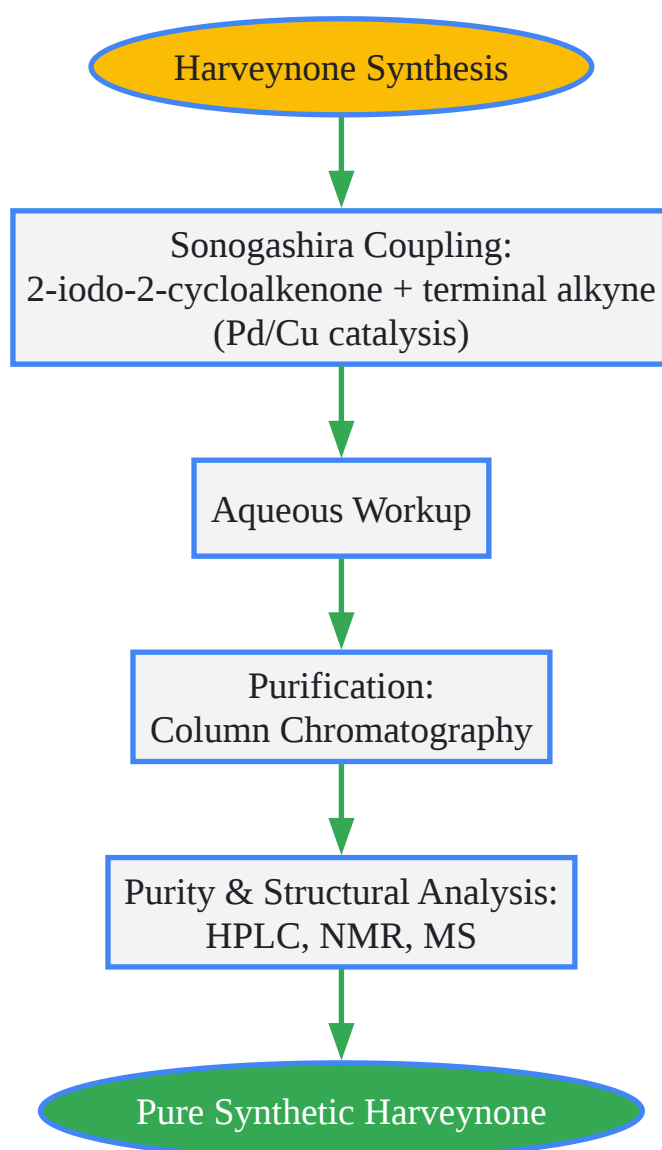 Harveynone Synthesis
Sonogashira Coupling:
2-iodo-2-cycloalkenone + terminal alkyne
(Pd/Cu catalysis)
Aqueous Workup
Purification:
Column Chromatography
Purity & Structural Analysis:
HPLC, NMR, MS
Pure Synthetic Harveynone